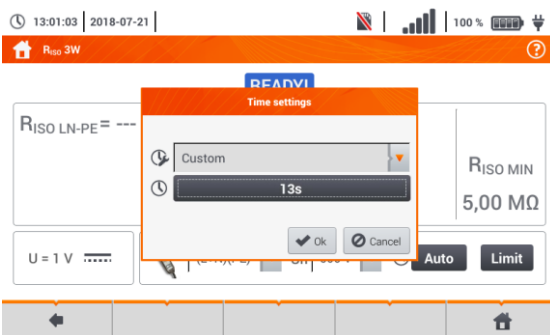 13:01:03 2018-07-21 100 %
RISO 3W ?
READY!
Time settings
RISO LN-PE= ---
Custom
13s
RISO MIN
5,00 MΩ
Ok Cancel
U = 1 V
Auto Limit